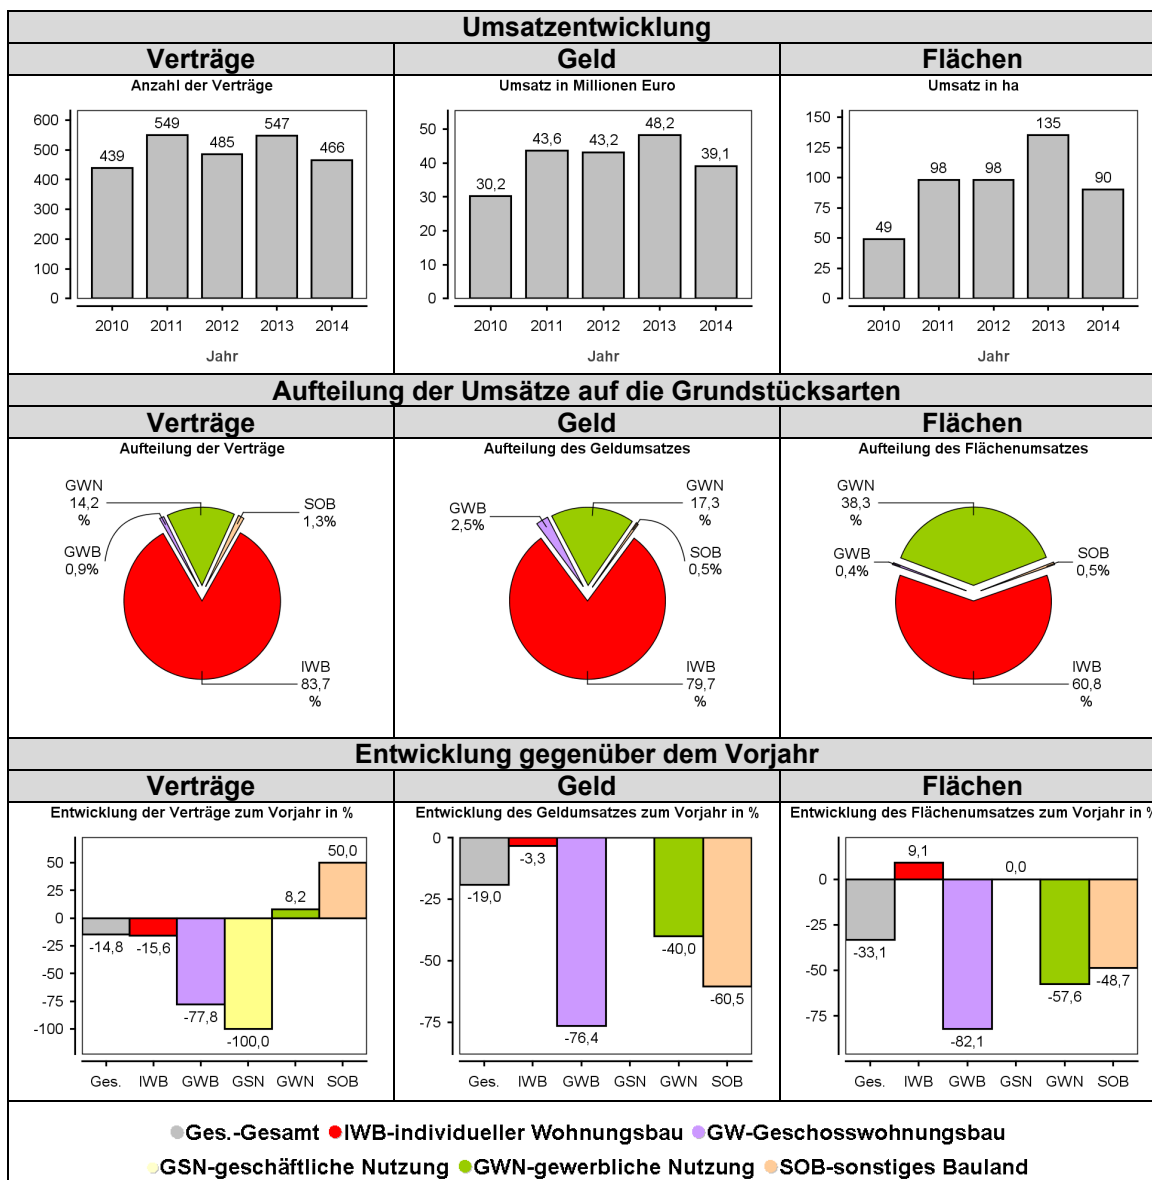 Umsatzentwicklung
Verträge
Geld
Flächen
Anzahl der Verträge
600
500
400
300
200
100
0
439
549
485
547
466
2010 2011 2012 2013 2014
Jahr
Umsatz in Millionen Euro
50
40
30
20
10
0
30,2
43,6
43,2
48,2
39,1
2010 2011 2012 2013 2014
Jahr
Umsatz in ha
150
125
100
75
50
25
0
49
98
98
135
90
2010 2011 2012 2013 2014
Jahr
Aufteilung der Umsätze auf die Grundstücksarten
Verträge
Geld
Flächen
Aufteilung der Verträge
GWN
14,2
%
SOB
1,3%
GWB
0,9%
IWB
83,7
%
Aufteilung des Geldumsatzes
GWN
17,3
%
GWB
2,5%
SOB
0,5%
IWB
79,7
%
Aufteilung des Flächenumsatzes
GWN
38,3
%
GWB
0,4%
SOB
0,5%
IWB
60,8
%
Entwicklung gegenüber dem Vorjahr
Verträge
Geld
Flächen
Entwicklung der Verträge zum Vorjahr in %
50
25
0
-25
-50
-75
-100
-14,8
-15,6
-77,8
-100,0
8,2
50,0
Ges. IWB GWB GSN GWN SOB
Entwicklung des Geldumsatzes zum Vorjahr in %
0
-25
-50
-75
-19,0
-3,3
-76,4
-40,0
-60,5
Ges. IWB GWB GSN GWN SOB
Entwicklung des Flächenumsatzes zum Vorjahr in %
0
-25
-50
-75
-33,1
9,1
-82,1
0,0
-57,6
-48,7
Ges. IWB GWB GSN GWN SOB
Ges.-Gesamt IWB-individueller Wohnungsbau GW-Geschosswohnungsbau
GSN-geschäftliche Nutzung GWN-gewerbliche Nutzung SOB-sonstiges Bauland